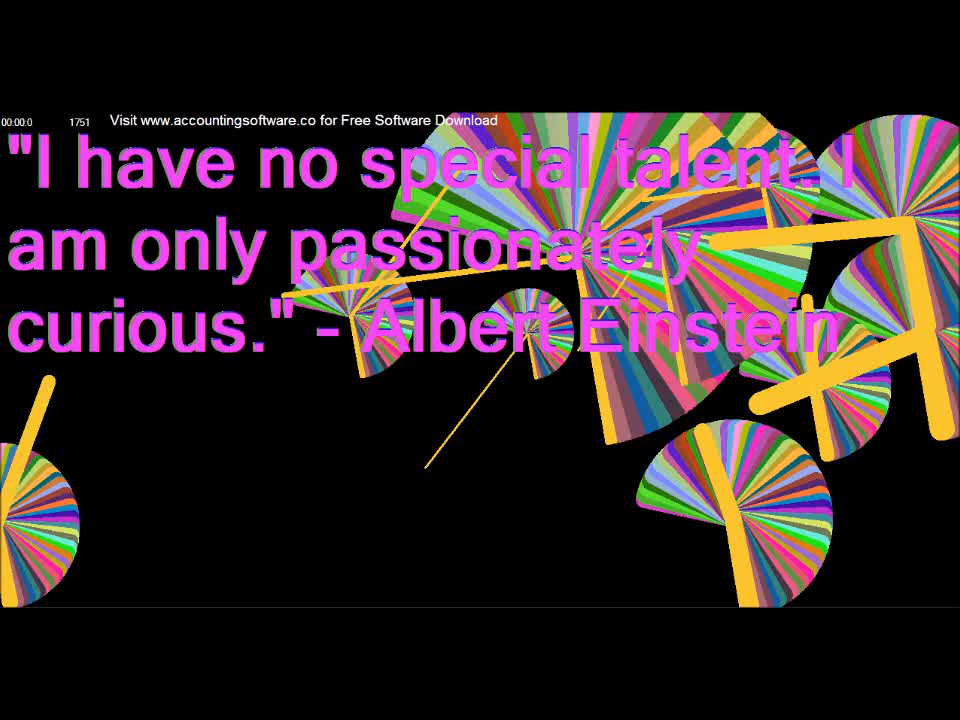 00:00:0 1751 Visit www.accountingsoftware.co for Free Software Download
"I have no special talent. I
am only passionately
curious." - Albert Einstein